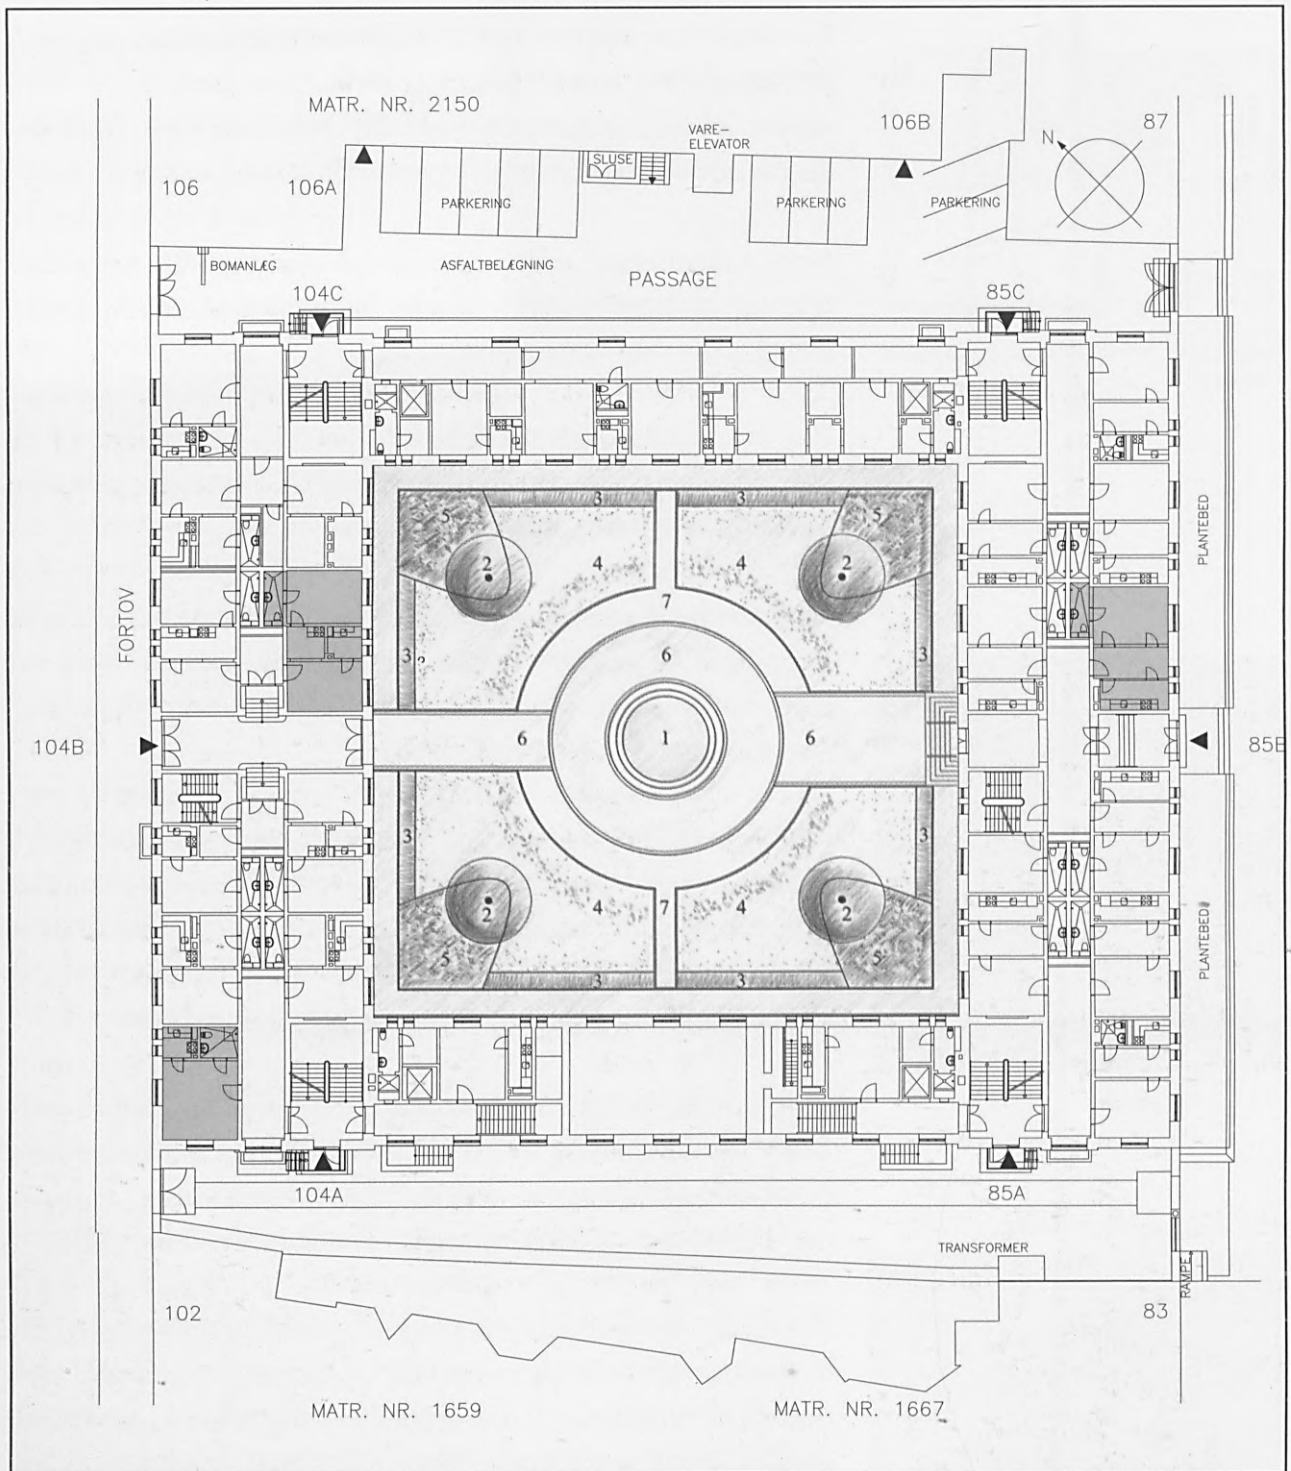 MATR. NR. 2150
VARE-
ELEVATOR
106B
87
N
SLUSE
106
106A
PARKERING
PARKERING
PARKERING
BOMANLÆG
ASFALTBELÆGNING
PASSAGE
104C
85C
PLANTEBED
FORTOV
3
3
5
5
2
4
4
2
7
3
6
3
104B
6
1
6
85B
3
3
2
4
7
4
2
5
5
3
3
PLANTEBED
104A
85A
TRANSFORMER
RAMPE
102
83
MATR. NR. 1659
MATR. NR. 1667